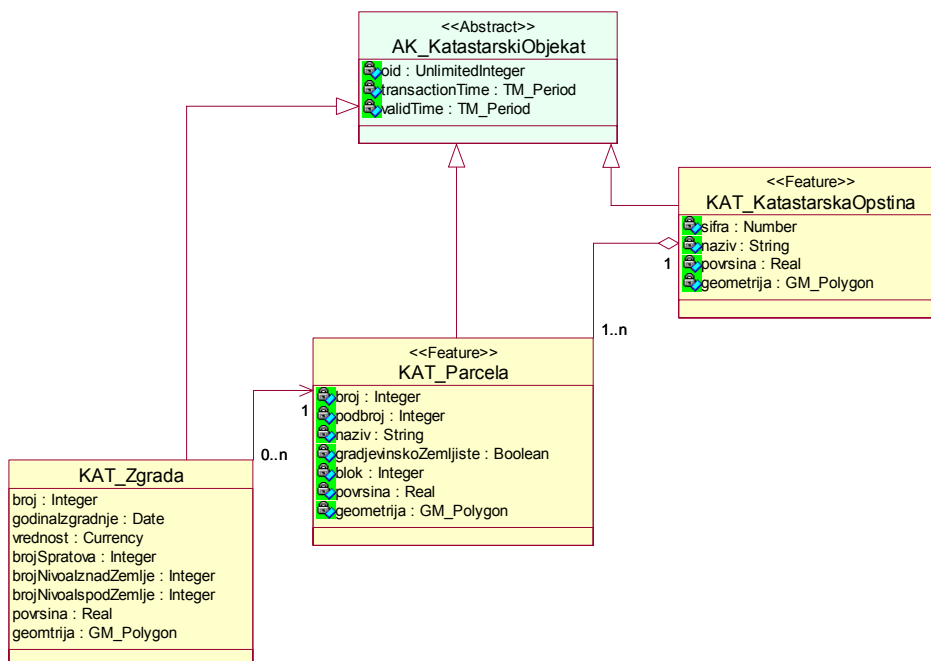 <<Abstract>>
AK_KatastarskiObjekat
oid : UnlimitedInteger
transactionTime : TM_Period
validTime : TM_Period
<<Feature>>
KAT_KatastarskaOpstina
sifra : Number
naziv : String
povrsina : Real
geometrija : GM_Polygon
1
1..n
<<Feature>>
KAT_Parcela
broj : Integer
podbroj : Integer
naziv : String
gradjevinskoZemljiste : Boolean
blok : Integer
povrsina : Real
geometrija : GM_Polygon
1
0..n
KAT_Zgrada
broj : Integer
godinaIzgradnje : Date
vrednost : Currency
brojSpratova : Integer
brojNivoaIznadZemlje : Integer
brojNivoaIspodZemlje : Integer
povrsina : Real
geomtrija : GM_Polygon